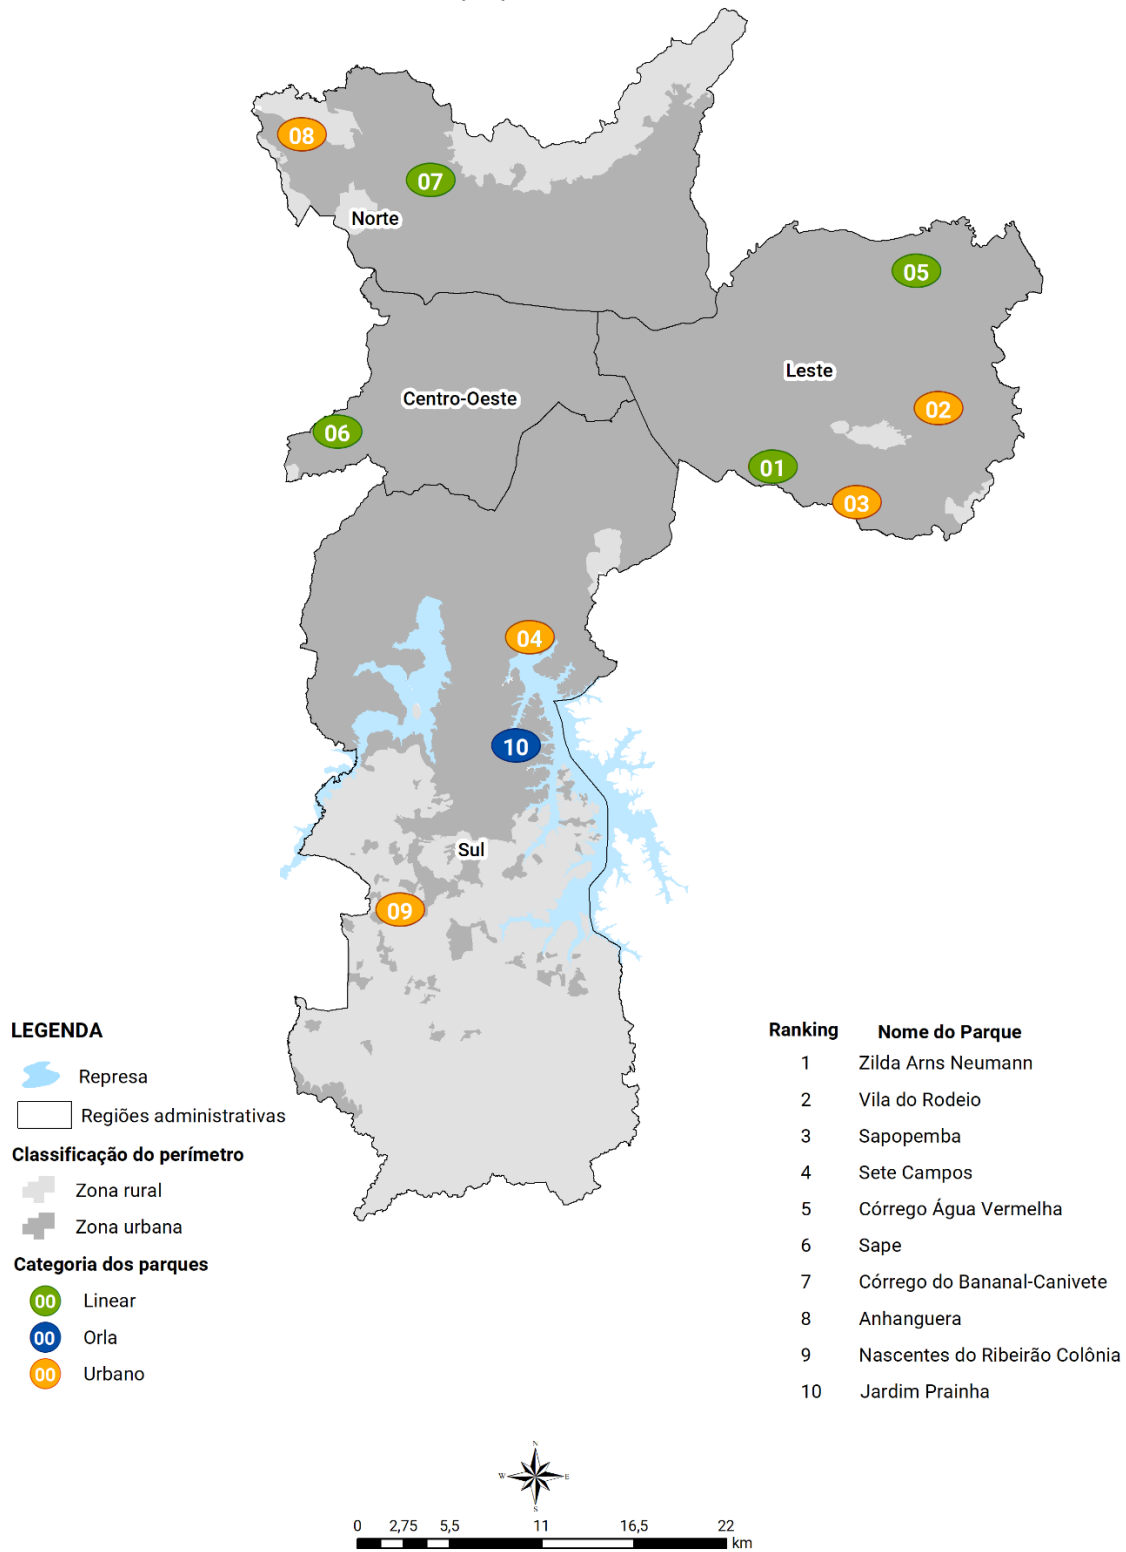 08
07
Norte
05
Leste
Centro-Oeste
02
06
01
03
04
10
Sul
09
LEGENDA
Represa
Regiões administrativas
Classificação do perímetro
Zona rural
Zona urbana
Categoria dos parques
00 Linear
00 Orla
00 Urbano
Ranking Nome do Parque
1 Zilda Arns Neumann
2 Vila do Rodeio
3 Sapopemba
4 Sete Campos
5 Córrego Água Vermelha
6 Sape
7 Córrego do Bananal-Canivete
8 Anhanguera
9 Nascentes do Ribeirão Colônia
10 Jardim Prainha
N
W E
S
0 2,75 5,5 11 16,5 22
km